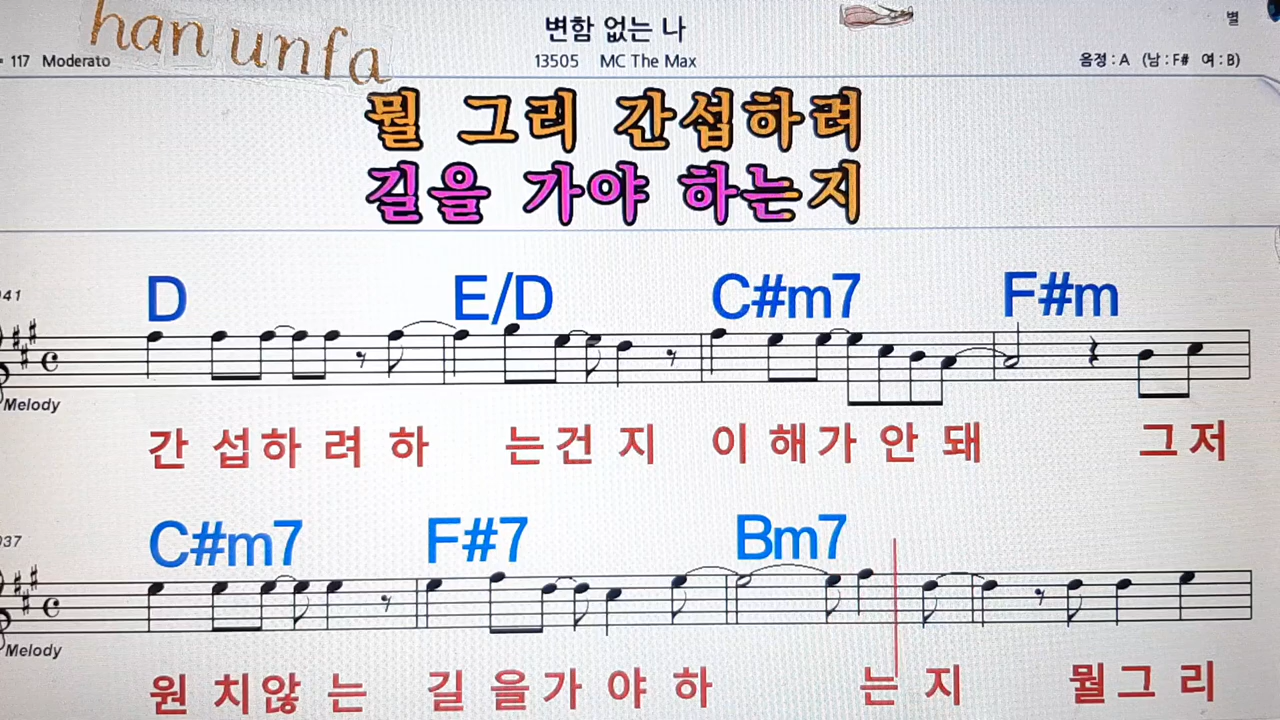 han unfa
변함 없는 나
별
= 117 Moderato
13505 MC The Max
음정 : A (남 : F# 여 : B)
뭘 그리 간섭하려
길을 가야 하는지
D E/D C#m7 F#m
041
Melody
간 섭하 려 하 는건 지 이 해가 안 돼 그저
C#m7 F#7 Bm7
037
Melody
원 치않 는 길 을가 야 하 는 지 뭘그 리